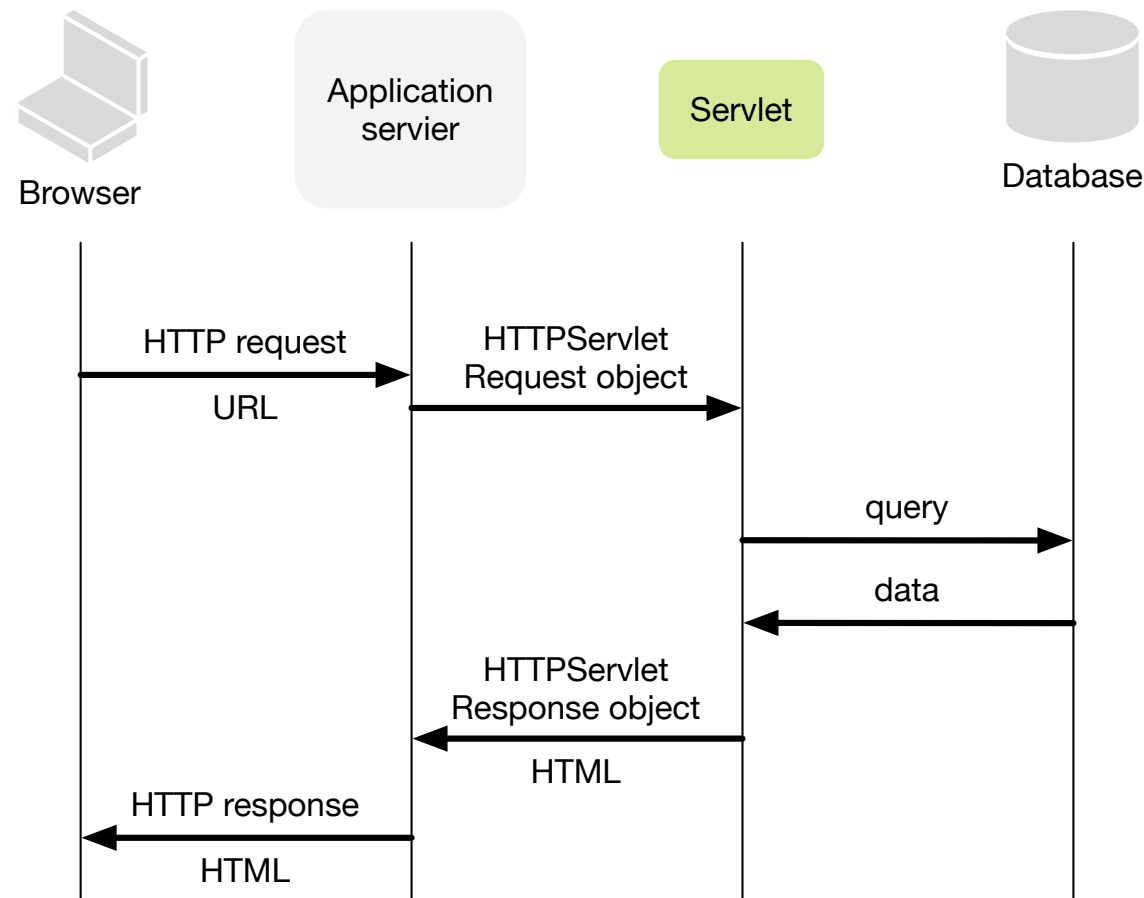 Browser
Application
servier
Servlet
Database
HTTP request
URL
HTTPServlet
Request object
query
data
HTTPServlet
Response object
HTML
HTTP response
HTML